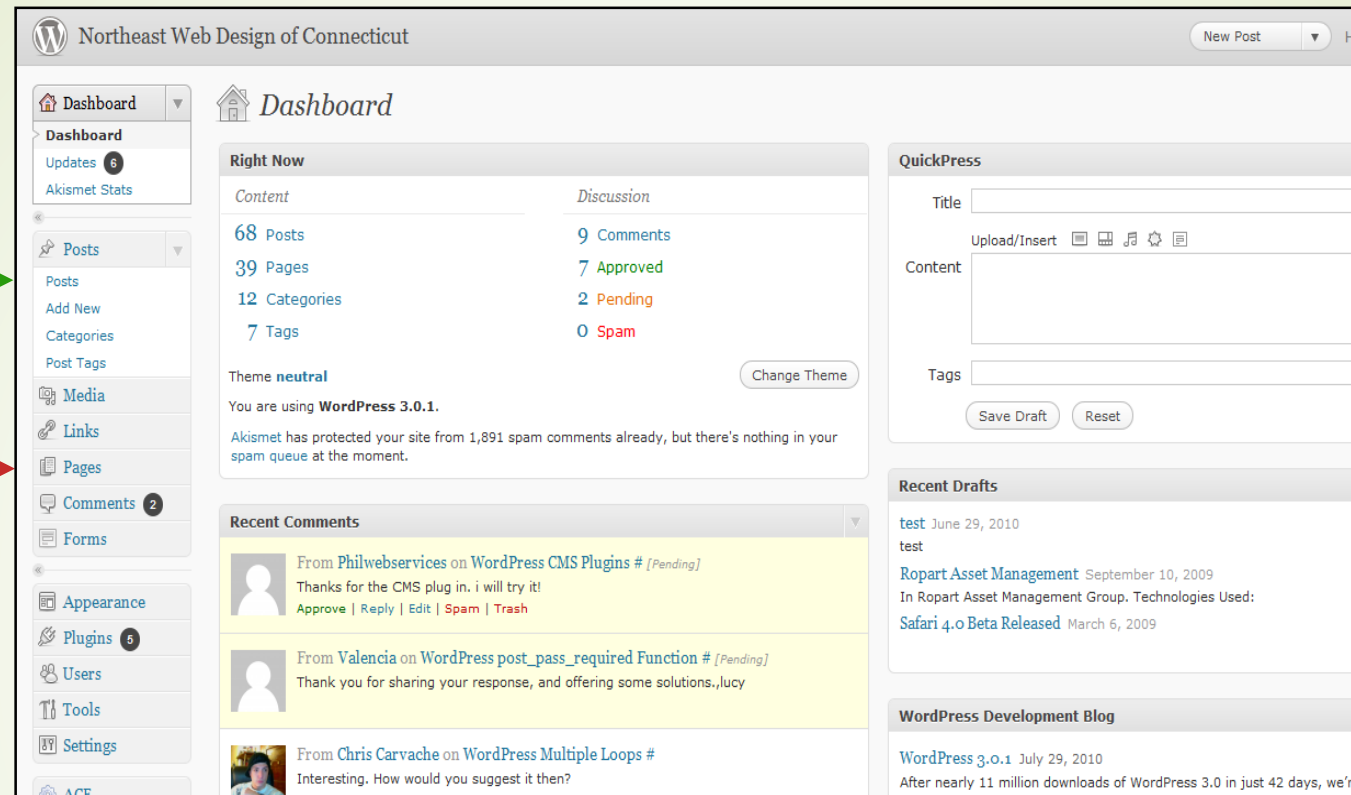 Northeast Web Design of Connecticut
New Post
Dashboard
Dashboard
Updates 6
Akismet Stats
Posts
Posts
Add New
Categories
Post Tags
Media
Links
Pages
Comments 2
Forms
Appearance
Plugins 5
Users
Tools
Settings
ACF
Dashboard
Right Now
Content
68 Posts
39 Pages
12 Categories
7 Tags
Discussion
9 Comments
7 Approved
2 Pending
0 Spam
Theme neutral
Change Theme
You are using WordPress 3.0.1.
Akismet has protected your site from 1,891 spam comments already, but there's nothing in your
spam queue at the moment.
Recent Comments
From Philwebservices on WordPress CMS Plugins # [Pending]
Thanks for the CMS plug in. i will try it!
Approve | Reply | Edit | Spam | Trash
From Valencia on WordPress post_pass_required Function # [Pending]
Thank you for sharing your response, and offering some solutions.,lucy
From Chris Carvache on WordPress Multiple Loops #
Interesting. How would you suggest it then?
QuickPress
Title
Upload/Insert
Content
Tags
Save Draft
Reset
Recent Drafts
test June 29, 2010
test
Ropart Asset Management September 10, 2009
In Ropart Asset Management Group. Technologies Used:
Safari 4.0 Beta Released March 6, 2009
WordPress Development Blog
WordPress 3.0.1 July 29, 2010
After nearly 11 million downloads of WordPress 3.0 in just 42 days,